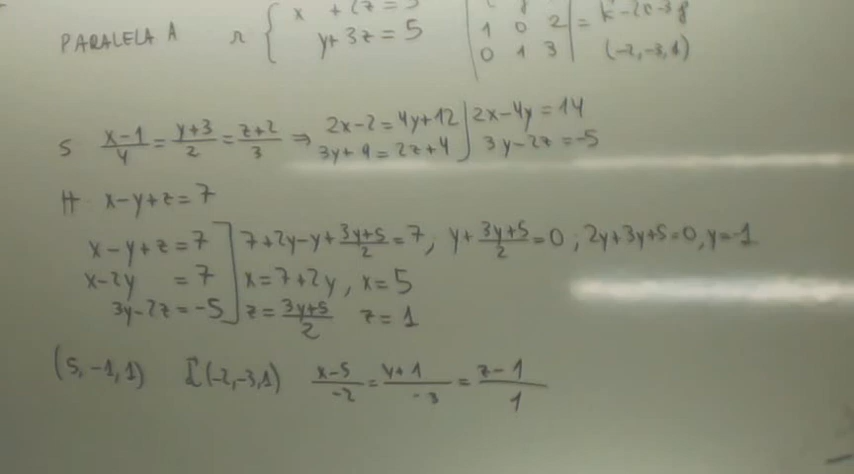 PARALELA A r { x + 2z = 5 | 1 0 2 | = k - 2i - 3j
y + 3z = 5 0 1 3 (-2, -3, 1)
s (x-1)/4 = (y+3)/2 = (z+2)/3 ⇒ 2x-2 = 4y+12 ] 2x-4y = 14
3y+9 = 2z+4 ] 3y-2z = -5
π x-y+z = 7
x-y+z = 7 ] 7+2y-y+(3y+5)/2 = 7, y+(3y+5)/2 = 0; 2y+3y+5=0, y=-1
x-2y = 7 ] x = 7+2y, x = 5
3y-2z = -5 ] z = (3y+5)/2 z = 1
(5, -1, 1) (-2, -3, 1) (x-5)/-2 = (y+1)/-3 = (z-1)/1